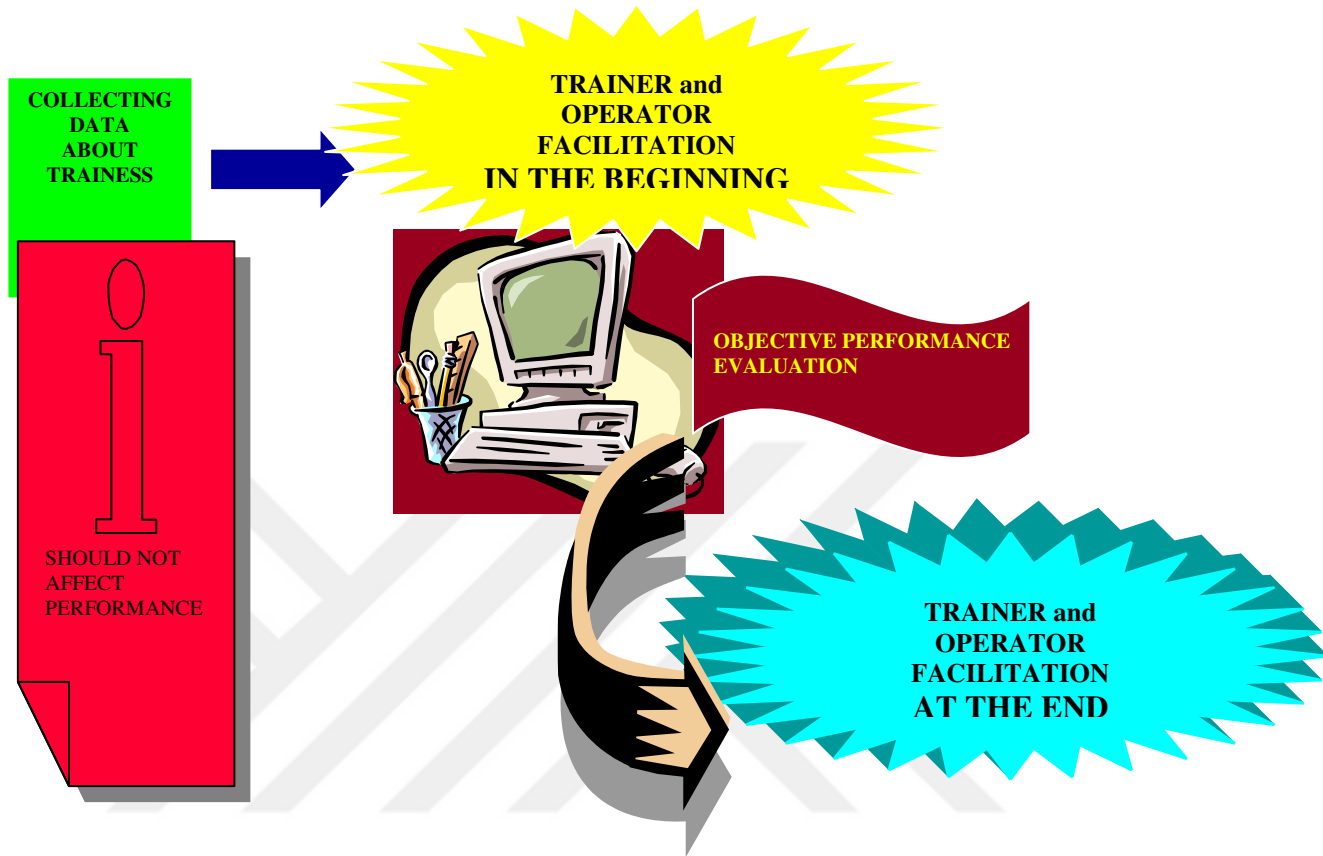 COLLECTING
DATA
ABOUT
TRAINESS
TRAINER and
OPERATOR
FACILITATION
IN THE BEGINNING
i
SHOULD NOT
AFFECT
PERFORMANCE
OBJECTIVE PERFORMANCE
EVALUATION
TRAINER and
OPERATOR
FACILITATION
AT THE END